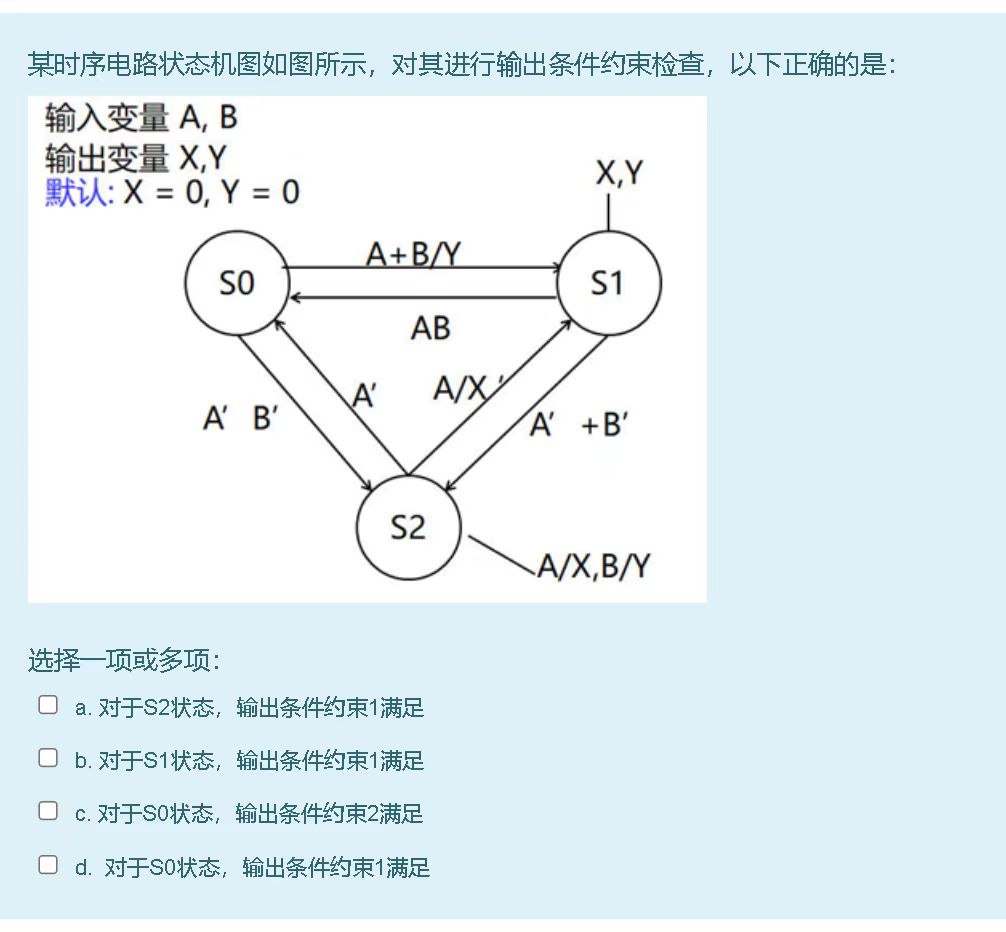 某时序电路状态机图如图所示，对其进行输出条件约束检查，以下正确的是：
输入变量 A, B
输出变量 X,Y
默认: X = 0, Y = 0
X,Y
A+B/Y
S0
S1
AB
A/X,′
A′
A′ B′
A′ +B′
S2
A/X,B/Y
选择一项或多项：
a. 对于S2状态，输出条件约束1满足
b. 对于S1状态，输出条件约束1满足
c. 对于S0状态，输出条件约束2满足
d. 对于S0状态，输出条件约束1满足